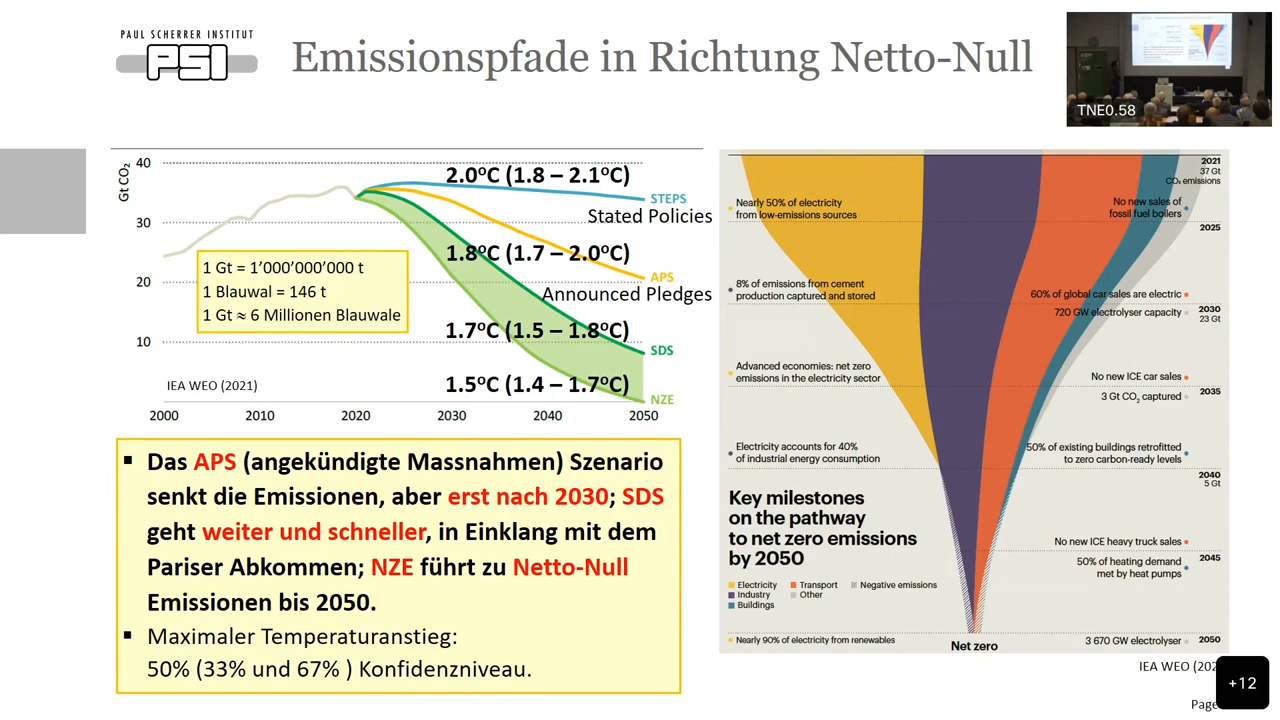 PAUL SCHERRER INSTITUT
PSI
Emissionspfade in Richtung Netto-Null
TNE0.58
Gt CO₂
40
30
20
10
2000
2010
2020
2030
2040
2050
2.0°C (1.8 – 2.1°C)
STEPS
Stated Policies
1.8°C (1.7 – 2.0°C)
APS
Announced Pledges
1.7°C (1.5 – 1.8°C)
SDS
1.5°C (1.4 – 1.7°C)
NZE
1 Gt = 1’000’000’000 t
1 Blauwal = 146 t
1 Gt ≈ 6 Millionen Blauwale
IEA WEO (2021)
▪ Das APS (angekündigte Massnahmen) Szenario
senkt die Emissionen, aber erst nach 2030; SDS
geht weiter und schneller, in Einklang mit dem
Pariser Abkommen; NZE führt zu Netto-Null
Emissionen bis 2050.
▪ Maximaler Temperaturanstieg:
50% (33% und 67% ) Konfidenzniveau.
2021
37 Gt
CO₂ emissions
Nearly 50% of electricity
from low-emissions sources
No new sales of
fossil fuel boilers
2025
8% of emissions from cement
production captured and stored
60% of global car sales are electric
720 GW electrolyser capacity
2030
23 Gt
Advanced economies: net zero
emissions in the electricity sector
No new ICE car sales
3 Gt CO₂ captured
2035
Electricity accounts for 40%
of industrial energy consumption
50% of existing buildings retrofitted
to zero carbon-ready levels
2040
5 Gt
Key milestones
on the pathway
to net zero emissions
by 2050
No new ICE heavy truck sales
2045
50% of heating demand
met by heat pumps
Electricity
Transport
Negative emissions
Industry
Other
Buildings
Nearly 90% of electricity from renewables
Net zero
3 670 GW electrolyser
2050
IEA WEO (202
Page
+12